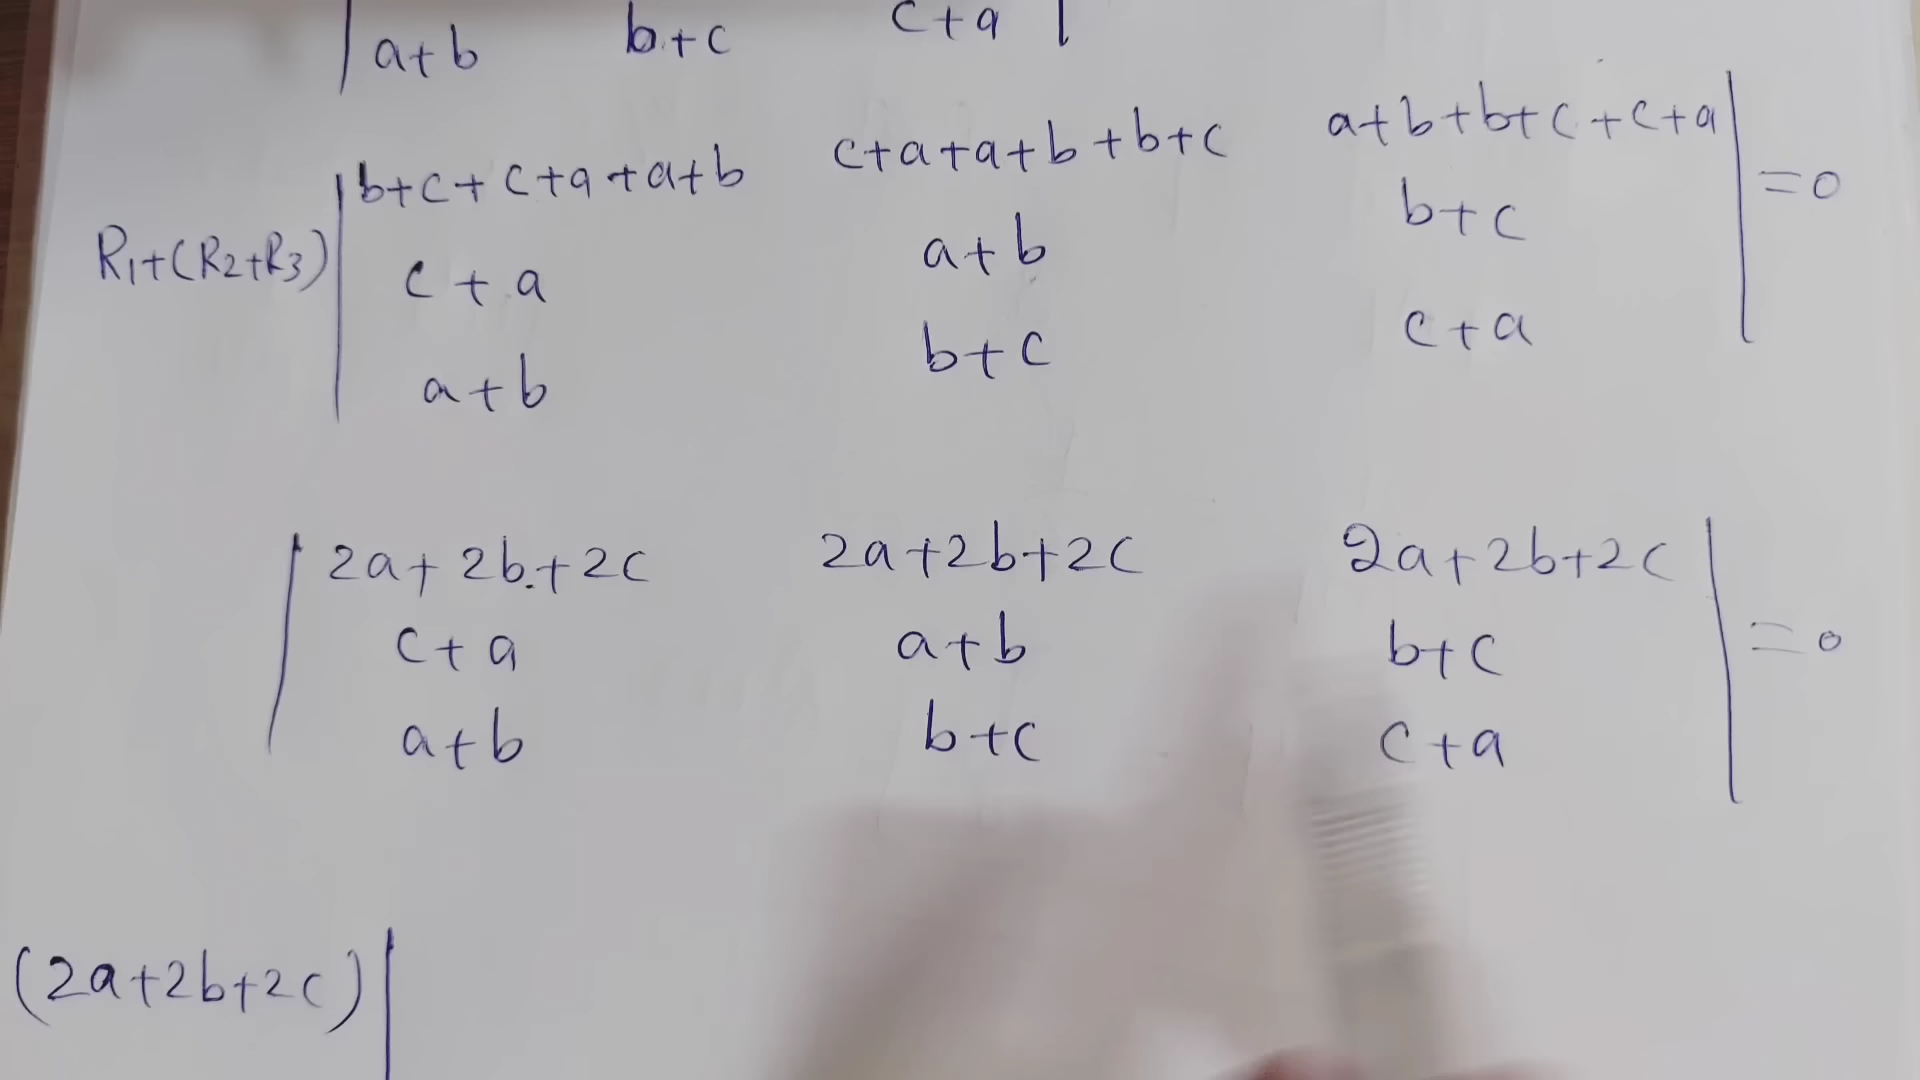 | a+b b+c c+a |
| b+c+c+a+a+b c+a+a+b+b+c a+b+b+c+c+a | =0
R1+(R2+R3) | c+a a+b b+c |
| a+b b+c c+a |
| 2a+2b+2c 2a+2b+2c 2a+2b+2c |
| c+a a+b b+c | =0
| a+b b+c c+a |
(2a+2b+2c) |